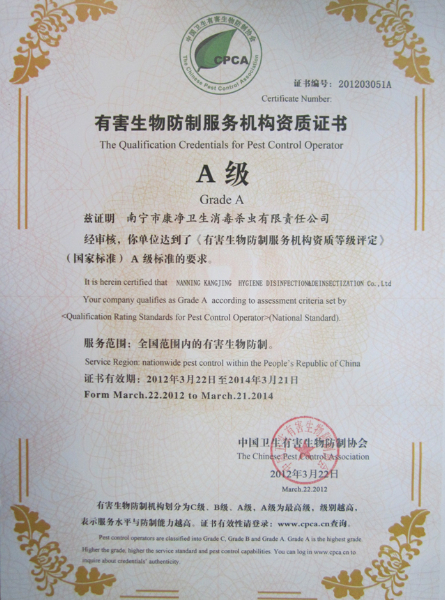 中国卫生有害生物防制协会
CPCA
The Chinese Pest Control Association
证书编号: 201203051A
Certificate Number:
有害生物防制服务机构资质证书
The Qualification Credentials for Pest Control Operator
A 级
Grade A
兹证明 南宁市康净卫生消毒杀虫有限责任公司
经审核，你单位达到了《有害生物防制服务机构资质等级评定》
（国家标准）A 级标准的要求。
It is herein certified that NANNING KANGJING HYGIENE DISINFECTION&DEINSECTIZATION Co.,Ltd
Your company qualifies as Grade A according to assessment criteria set by
<Qualification Rating Standards for Pest Control Operator>(National Standard).
服务范围: 全国范围内的有害生物防制。
Service Region: nationwide pest control within the People's Republic of China
证书有效期: 2012年3月22日至2014年3月21日
Form March.22.2012 to March.21.2014
中国卫生有害生物防制协会
The Chinese Pest Control Association
2012年3月22日
March.22.2012
有害生物防制机构划分为C级、B级、A级，A级为最高级，级别越高，
表示服务水平与防制能力越高。证书有效性请登录: www.cpca.cn查询。
Pest control operators are classified into Grade C, Grade B and Grade A. Grade A is the highest grade.
Higher the grade, higher the service standard and pest control capabilities. You can log in www.cpca.cn to
inquire about credentials' authenticity.